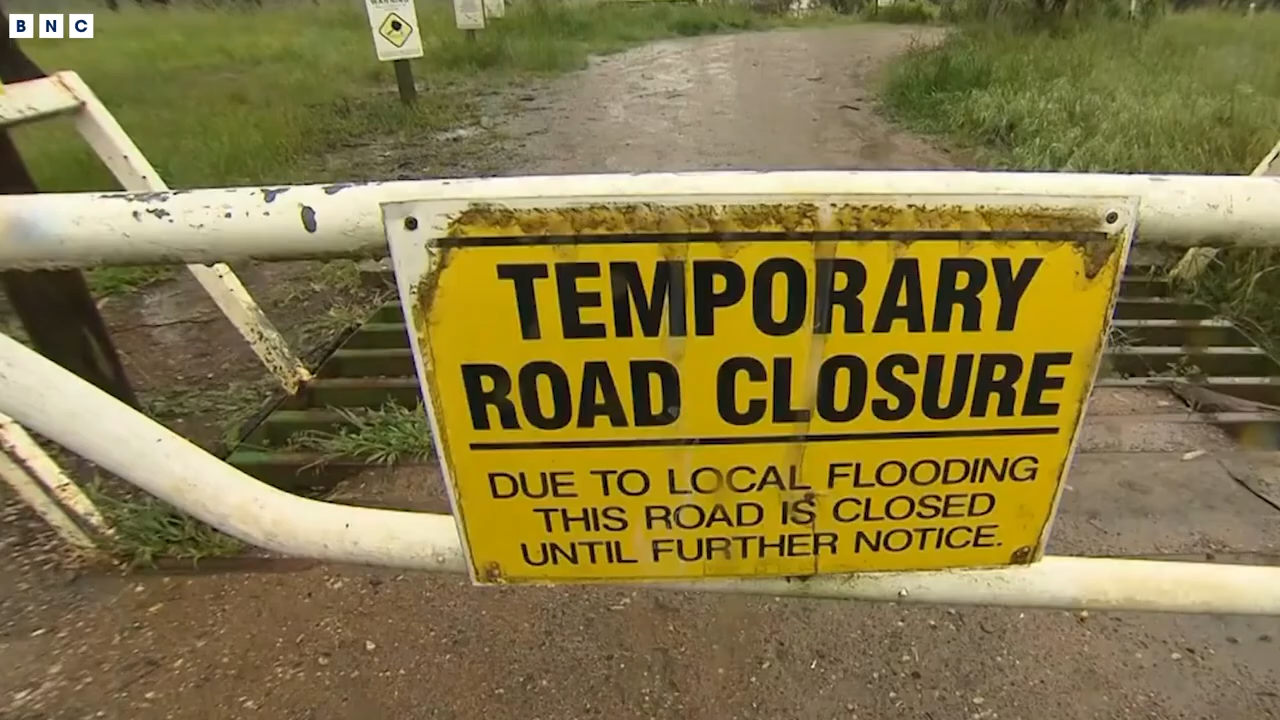 BNC
TEMPORARY
ROAD CLOSURE
DUE TO LOCAL FLOODING
THIS ROAD IS CLOSED
UNTIL FURTHER NOTICE.